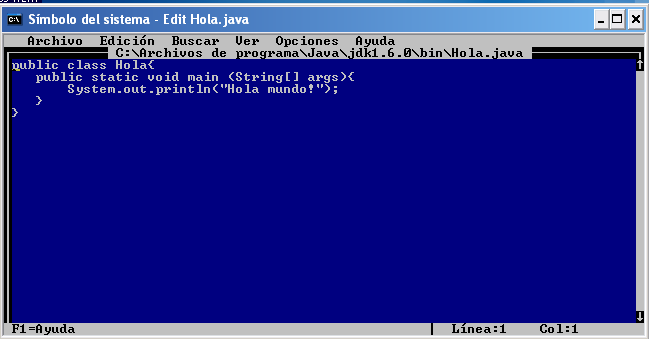 Símbolo del sistema - Edit Hola.java
Archivo Edición Buscar Ver Opciones Ayuda
C:\Archivos de programa\Java\jdk1.6.0\bin\Hola.java
public class Hola{
   public static void main (String[] args){
       System.out.println("Hola mundo!");
   }
}
F1=Ayuda Línea:1 Col:1